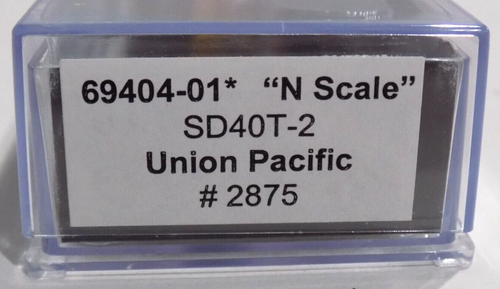 69404-01* “N Scale”
SD40T-2
Union Pacific
# 2875